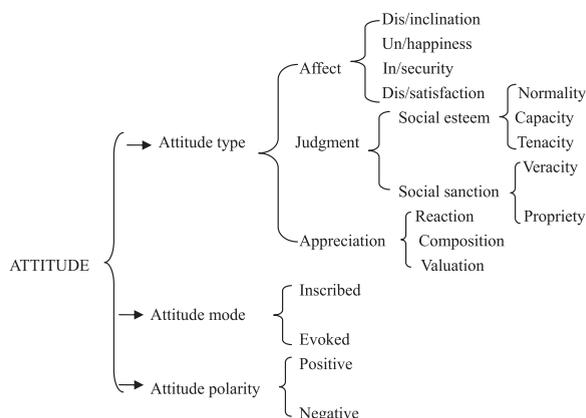 Dis/inclination
Un/happiness
Affect
In/security
Dis/satisfaction
Normality
Social esteem
Capacity
Attitude type
Judgment
Tenacity
Veracity
Social sanction
Propriety
Reaction
Appreciation
Composition
Valuation
ATTITUDE
Inscribed
Attitude mode
Evoked
Positive
Attitude polarity
Negative